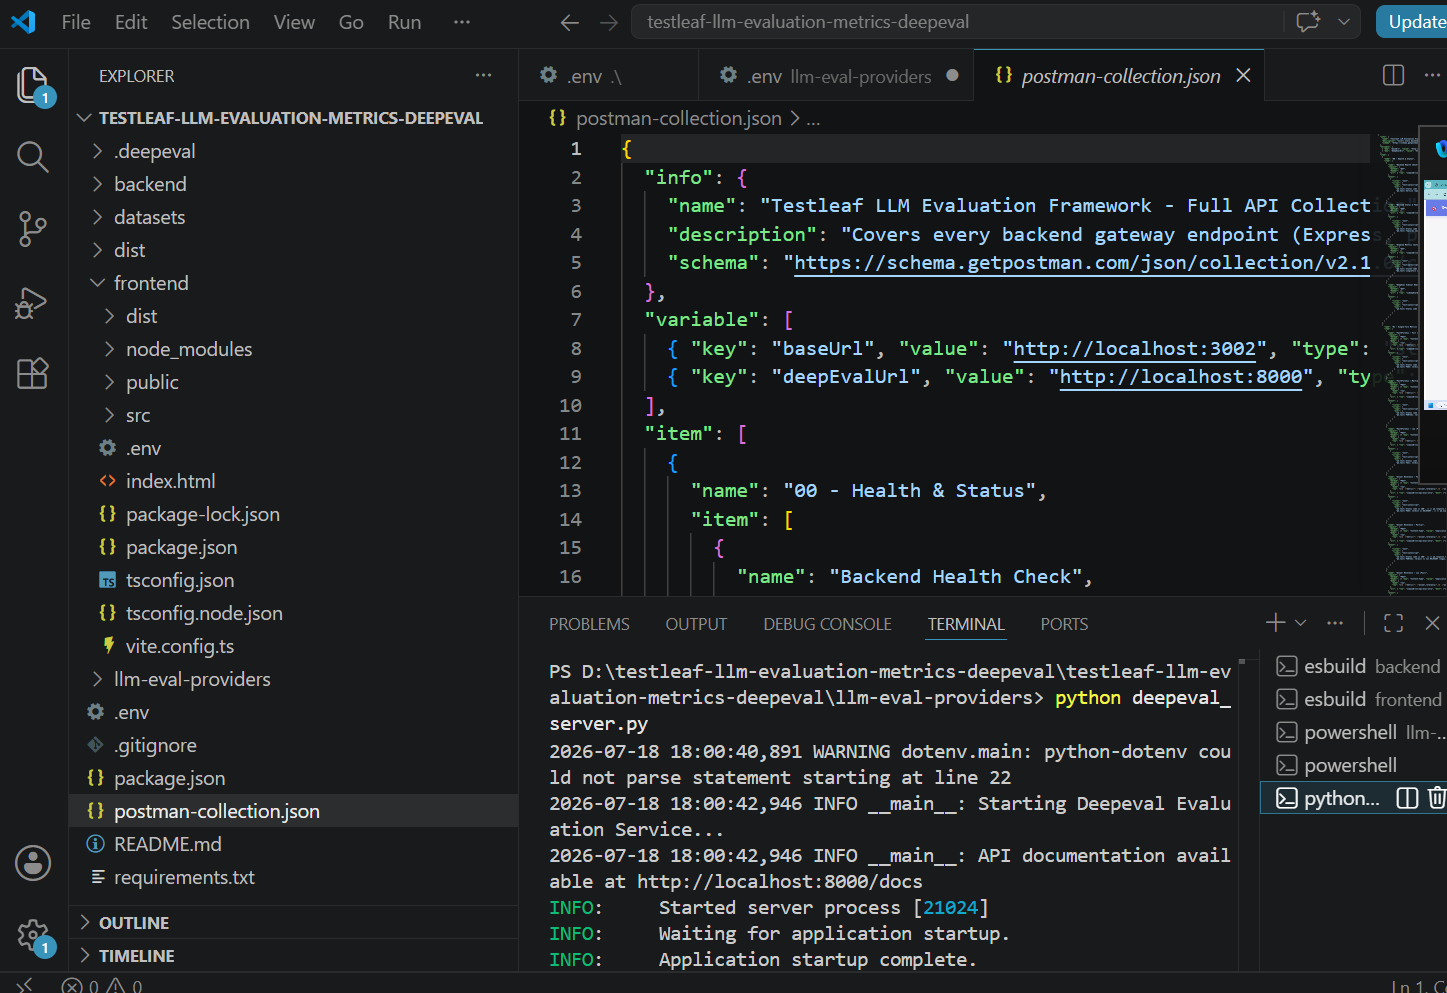 File Edit Selection View Go Run ···
testleaf-llm-evaluation-metrics-deepeval
Update
EXPLORER
TESTLEAF-LLM-EVALUATION-METRICS-DEEPEVAL
.deepeval
backend
datasets
dist
frontend
dist
node_modules
public
src
.env
index.html
package-lock.json
package.json
tsconfig.json
tsconfig.node.json
vite.config.ts
llm-eval-providers
.env
.gitignore
package.json
postman-collection.json
README.md
requirements.txt
OUTLINE
TIMELINE
1
1
0 0
.env .\
.env llm-eval-providers
postman-collection.json
postman-collection.json > ...
1 {
2 "info": {
3 "name": "Testleaf LLM Evaluation Framework - Full API Collecti
4 "description": "Covers every backend gateway endpoint (Express
5 "schema": "https://schema.getpostman.com/json/collection/v2.1
6 },
7 "variable": [
8 { "key": "baseUrl", "value": "http://localhost:3002", "type":
9 { "key": "deepEvalUrl", "value": "http://localhost:8000", "typ
10 ],
11 "item": [
12 {
13 "name": "00 - Health & Status",
14 "item": [
15 {
16 "name": "Backend Health Check",
PROBLEMS OUTPUT DEBUG CONSOLE TERMINAL PORTS
PS D:\testleaf-llm-evaluation-metrics-deepeval\testleaf-llm-ev
aluation-metrics-deepeval\llm-eval-providers> python deepeval_
server.py
2026-07-18 18:00:40,891 WARNING dotenv.main: python-dotenv cou
ld not parse statement starting at line 22
2026-07-18 18:00:42,946 INFO __main__: Starting Deepeval Evalu
ation Service...
2026-07-18 18:00:42,946 INFO __main__: API documentation avail
able at http://localhost:8000/docs
INFO: Started server process [21024]
INFO: Waiting for application startup.
INFO: Application startup complete.
esbuild backend
esbuild frontend
powershell llm-...
powershell
python...
Ln 1, C